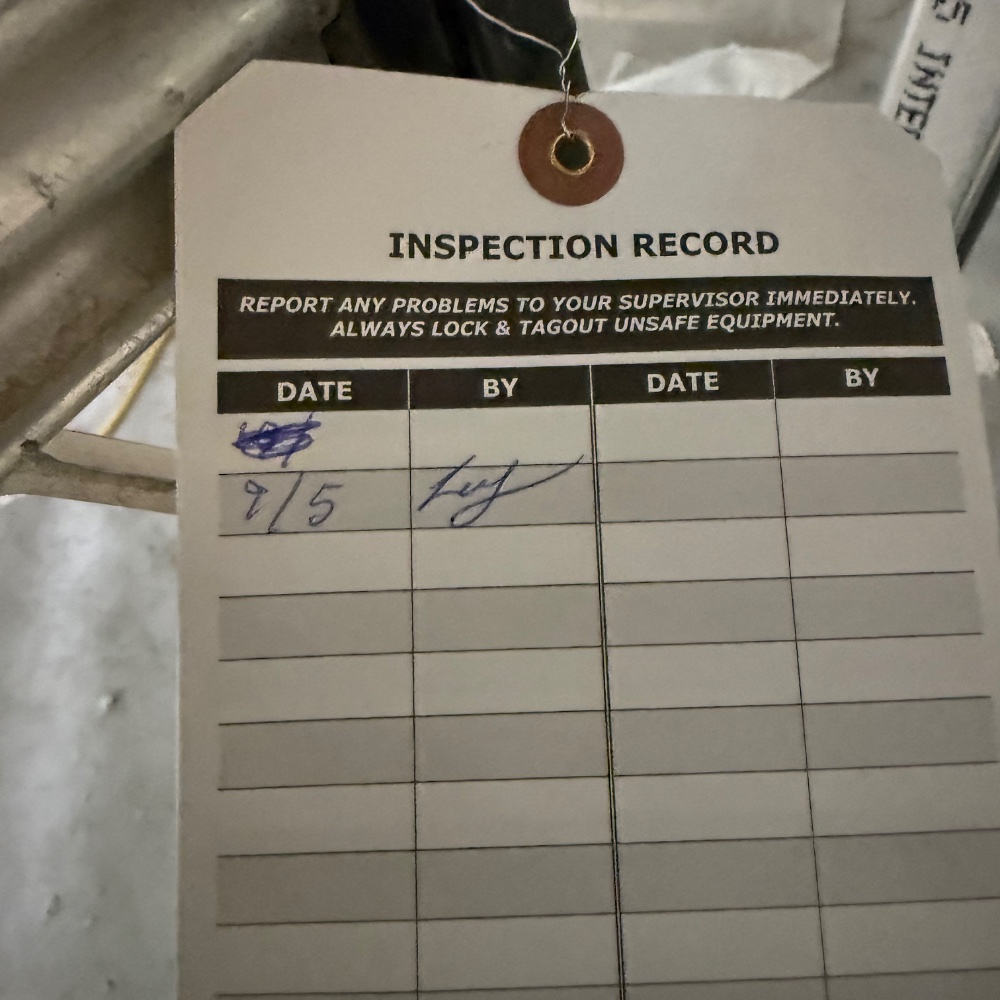 INSPECTION RECORD
REPORT ANY PROBLEMS TO YOUR SUPERVISOR IMMEDIATELY.
ALWAYS LOCK & TAGOUT UNSAFE EQUIPMENT.
DATE BY DATE BY
9/5